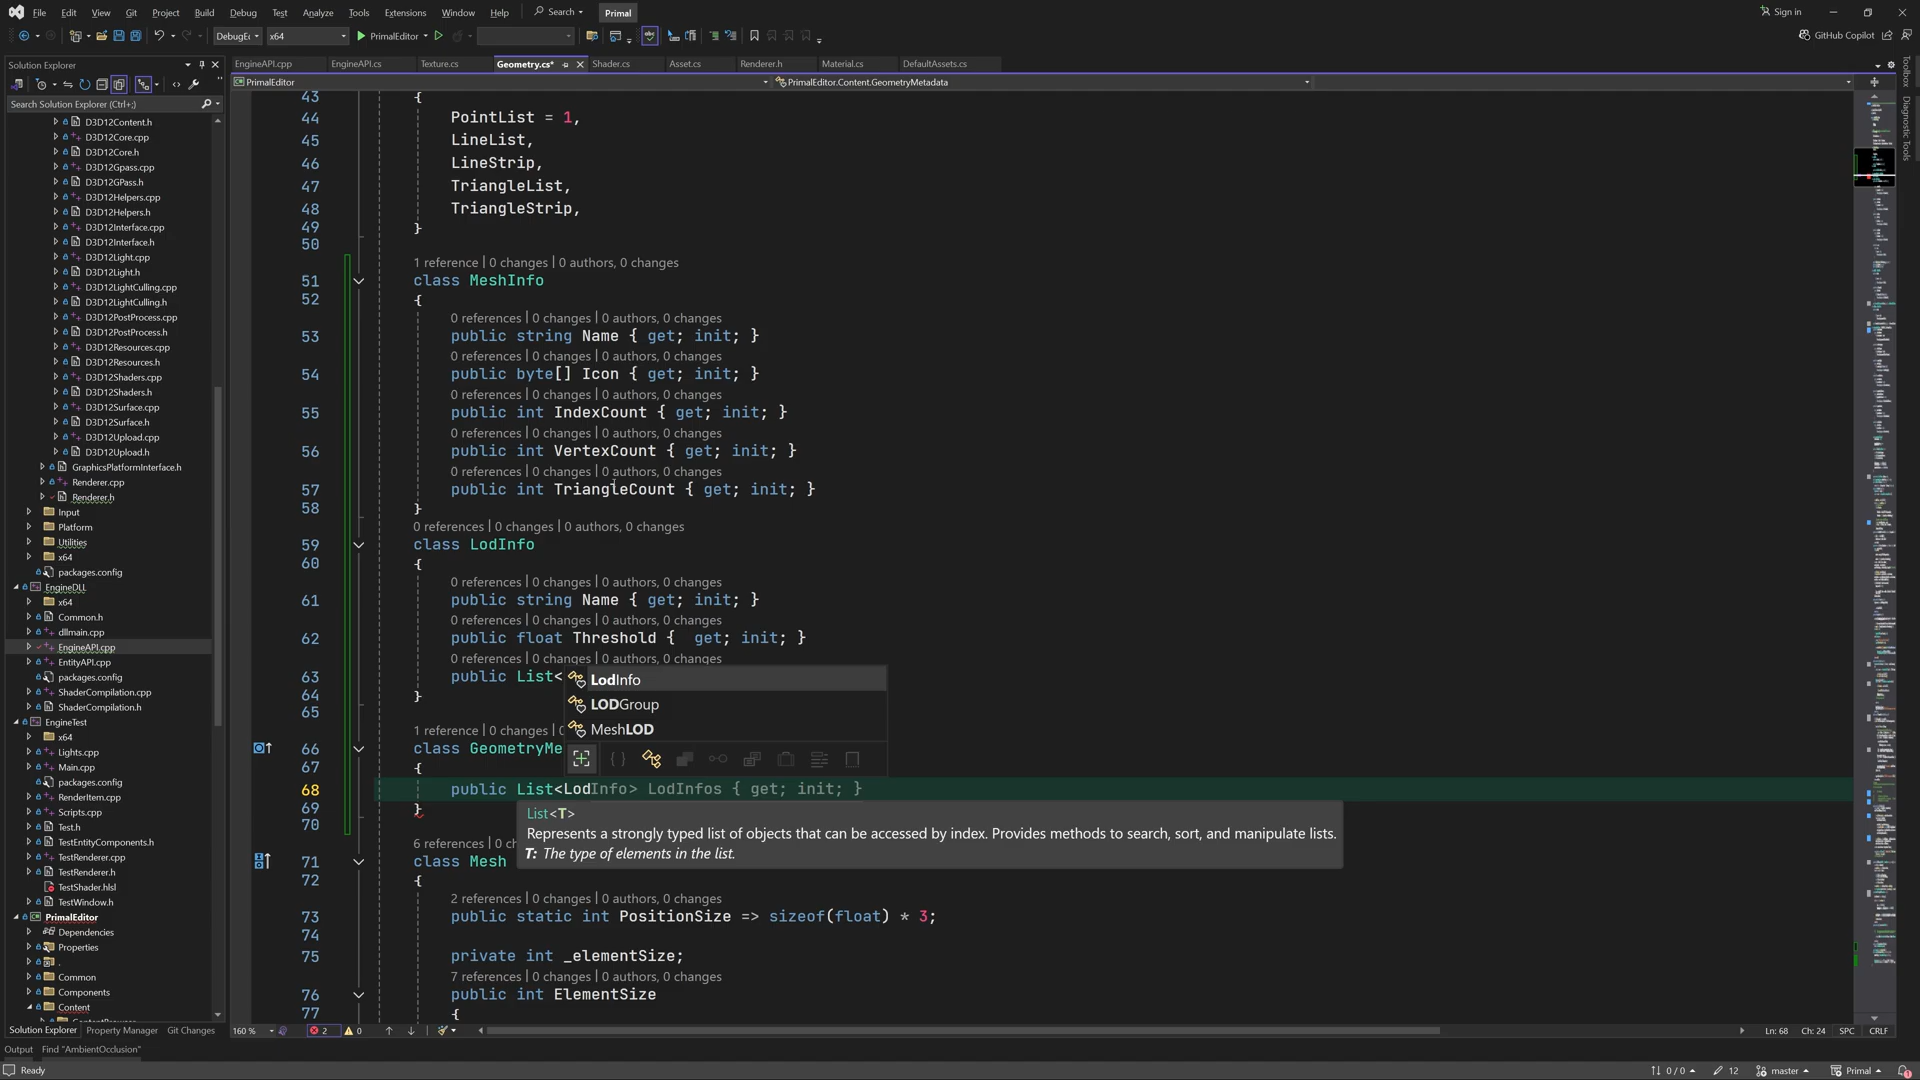 File Edit View Git Project Build Debug Test Analyze Tools Extensions Window Help Search Primal Sign in
DebugEc x64 PrimalEditor GitHub Copilot
Solution Explorer
Search Solution Explorer (Ctrl+;)
D3D12Content.h
D3D12Core.cpp
D3D12Core.h
D3D12Gpass.cpp
D3D12GPass.h
D3D12Helpers.cpp
D3D12Helpers.h
D3D12Interface.cpp
D3D12Interface.h
D3D12Light.cpp
D3D12Light.h
D3D12LightCulling.cpp
D3D12LightCulling.h
D3D12PostProcess.cpp
D3D12PostProcess.h
D3D12Resources.cpp
D3D12Resources.h
D3D12Shaders.cpp
D3D12Shaders.h
D3D12Surface.cpp
D3D12Surface.h
D3D12Upload.cpp
D3D12Upload.h
GraphicsPlatformInterface.h
Renderer.cpp
Renderer.h
Input
Platform
Utilities
x64
packages.config
EngineDLL
x64
Common.h
dllmain.cpp
EngineAPI.cpp
EntityAPI.cpp
packages.config
ShaderCompilation.cpp
ShaderCompilation.h
EngineTest
x64
Lights.cpp
Main.cpp
packages.config
RenderItem.cpp
Scripts.cpp
Test.h
TestEntityComponents.h
TestRenderer.cpp
TestRenderer.h
TestShader.hlsl
TestWindow.h
PrimalEditor
Dependencies
Properties
.
Common
Components
Content
Solution Explorer Property Manager Git Changes
EngineAPI.cpp EngineAPI.cs Texture.cs Geometry.cs* Shader.cs Asset.cs Renderer.h Material.cs DefaultAssets.cs
PrimalEditor PrimalEditor.Content.GeometryMetadata
43 {
44 PointList = 1,
45 LineList,
46 LineStrip,
47 TriangleList,
48 TriangleStrip,
49 }
50
1 reference | 0 changes | 0 authors, 0 changes
51 class MeshInfo
52 {
0 references | 0 changes | 0 authors, 0 changes
53 public string Name { get; init; }
0 references | 0 changes | 0 authors, 0 changes
54 public byte[] Icon { get; init; }
0 references | 0 changes | 0 authors, 0 changes
55 public int IndexCount { get; init; }
0 references | 0 changes | 0 authors, 0 changes
56 public int VertexCount { get; init; }
0 references | 0 changes | 0 authors, 0 changes
57 public int TriangleCount { get; init; }
58 }
0 references | 0 changes | 0 authors, 0 changes
59 class LodInfo
60 {
0 references | 0 changes | 0 authors, 0 changes
61 public string Name { get; init; }
0 references | 0 changes | 0 authors, 0 changes
62 public float Threshold {  get; init; }
0 references | 0 changes | 0 authors, 0 changes
63 public List<
64 }
65
LodInfo
LODGroup
MeshLOD
1 reference | 0 changes | 0
66 class GeometryMe
67 {
68 public List<LodInfo> LodInfos { get; init; }
69 }
70
List<T>
Represents a strongly typed list of objects that can be accessed by index. Provides methods to search, sort, and manipulate lists.
T: The type of elements in the list.
6 references | 0 ch
71 class Mesh
72 {
2 references | 0 changes | 0 authors, 0 changes
73 public static int PositionSize => sizeof(float) * 3;
74
75 private int _elementSize;
7 references | 0 changes | 0 authors, 0 changes
76 public int ElementSize
77 {
160 % 2 0 Ln: 68 Ch: 24 SPC CRLF
Toolbox
Diagnostic Tools
Output Find "AmbientOcclusion"
Ready 0 / 0 12 master Primal